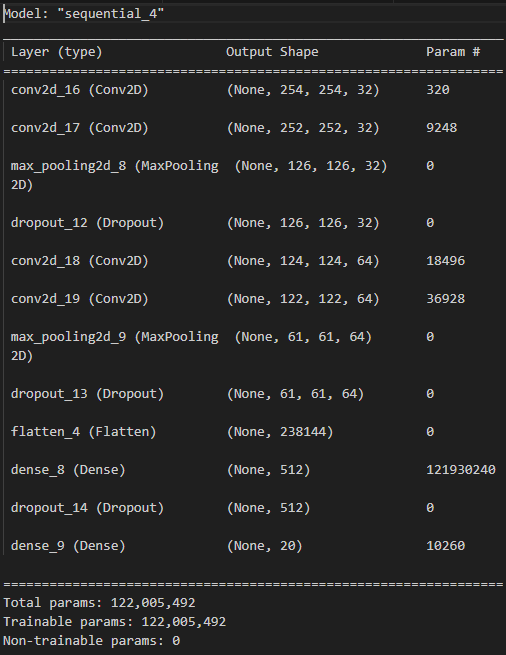 Model: "sequential_4"
_________________________________________________________________
Layer (type) Output Shape Param #
=================================================================
conv2d_16 (Conv2D) (None, 254, 254, 32) 320
conv2d_17 (Conv2D) (None, 252, 252, 32) 9248
max_pooling2d_8 (MaxPooling (None, 126, 126, 32) 0
2D)
dropout_12 (Dropout) (None, 126, 126, 32) 0
conv2d_18 (Conv2D) (None, 124, 124, 64) 18496
conv2d_19 (Conv2D) (None, 122, 122, 64) 36928
max_pooling2d_9 (MaxPooling (None, 61, 61, 64) 0
2D)
dropout_13 (Dropout) (None, 61, 61, 64) 0
flatten_4 (Flatten) (None, 238144) 0
dense_8 (Dense) (None, 512) 121930240
dropout_14 (Dropout) (None, 512) 0
dense_9 (Dense) (None, 20) 10260
=================================================================
Total params: 122,005,492
Trainable params: 122,005,492
Non-trainable params: 0